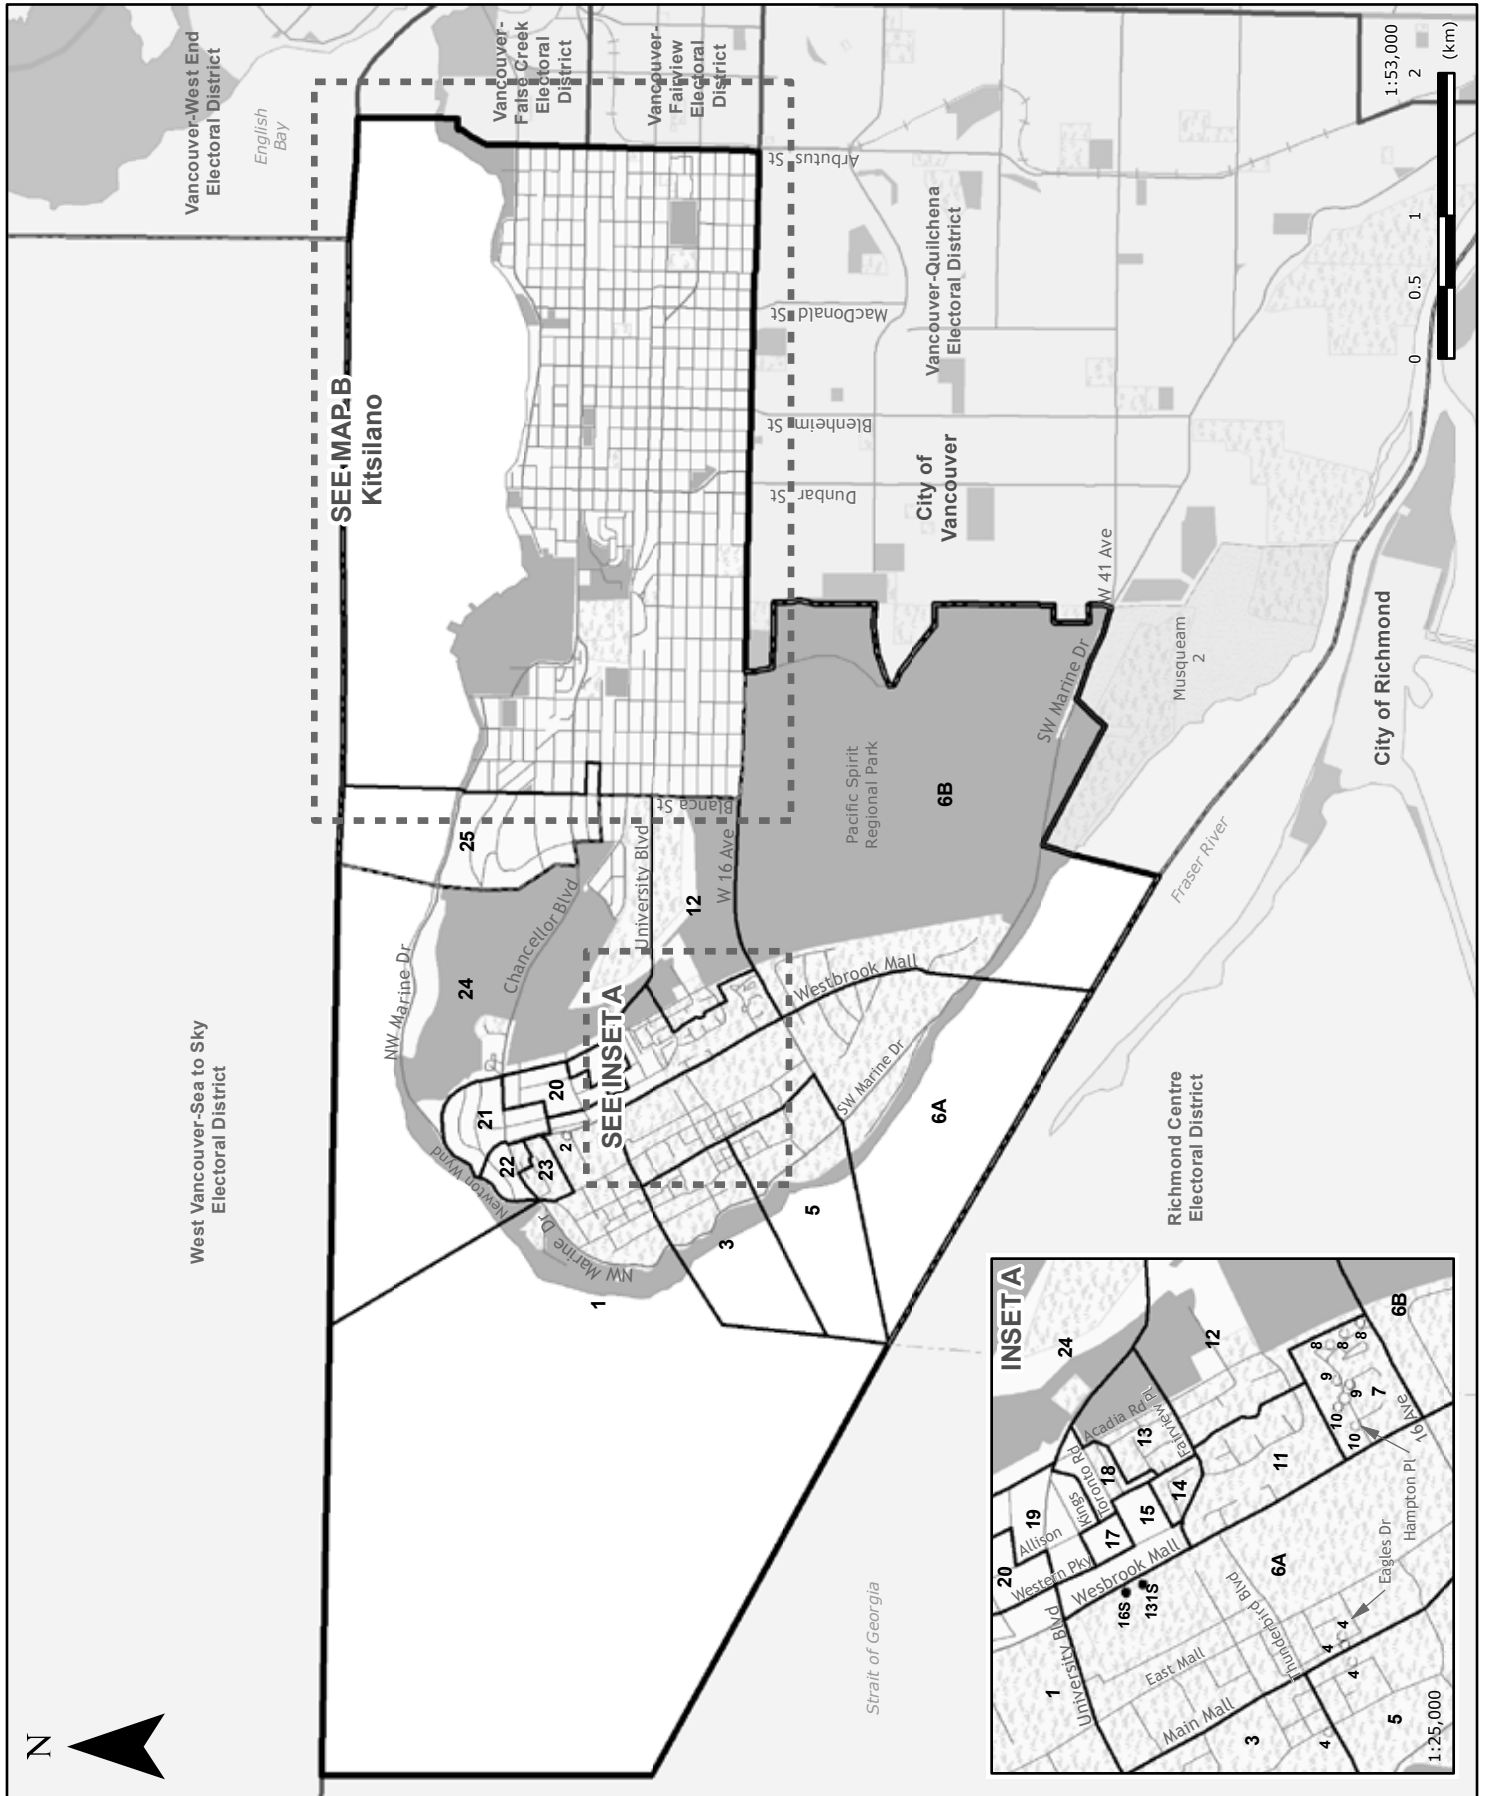 N
West Vancouver-Sea to Sky
Electoral District
Vancouver-West End
Electoral District
English
Bay
Vancouver-
False Creek
Electoral
District
Vancouver-
Fairview
Electoral
District
SEE MAP B
Kitsilano
25
24
NW Marine Dr
Chancellor Blvd
University Blvd
Blanca St
W 16 Ave
12
21
20
22
23
2
Newton Wynd
NW Marine Dr
SEE INSET A
1
3
5
Westbrook Mall
SW Marine Dr
6A
Pacific Spirit
Regional Park
6B
SW Marine Dr
W 41 Ave
Arbutus St
MacDonald St
Blenheim St
Dunbar St
Vancouver-Quilchena
Electoral District
City of
Vancouver
Musqueam
2
Fraser River
City of Richmond
Richmond Centre
Electoral District
Strait of Georgia
1:53,000
0
0.5
1
2
(km)
INSET A
24
12
20
19
Allison
Kings
Toronto Rd
Acadia Rd
Fairview Pl
18
13
Western Pky
17
15
14
Wesbrook Mall
11
16S
131S
University Blvd
1
East Mall
Thunderbird Blvd
Main Mall
6A
3
5
4
4
4
4
Eagles Dr
Hampton Pl
16 Ave
10
10
9
9
8
8
8
7
6B
1:25,000